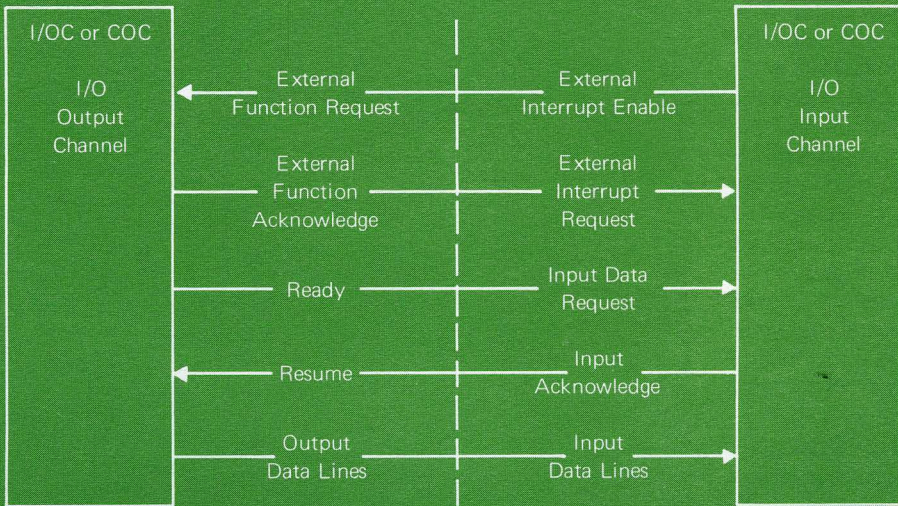 I/OC or COC
I/O
Output
Channel
External
Function Request
External
Interrupt Enable
External
Function
Acknowledge
External
Interrupt
Request
Ready
Input Data
Request
Resume
Input
Acknowledge
Output
Data Lines
Input
Data Lines
I/OC or COC
I/O
Input
Channel